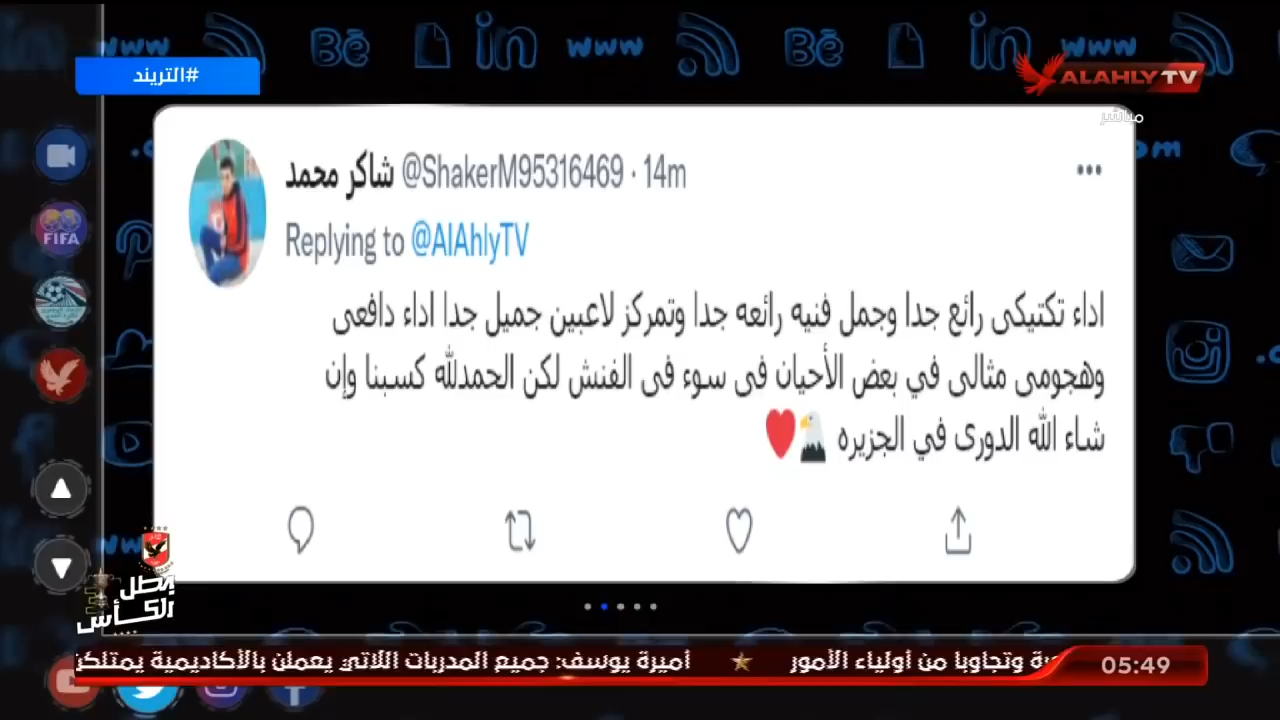 #التريند
ALAHLY TV
مباشر
شاكر محمد @ShakerM95316469 · 14m
Replying to @AlAhlyTV
اداء تكتيكى رائع جدا وجمل فنيه رائعه جدا وتمركز لاعبين جميل جدا اداء دافعى
وهجومى مثالى في بعض الأحيان فى سوء فى الفنش لكن الحمدلله كسبنا وإن
شاء الله الدورى في الجزيره 🦅♥
FIFA
بطل
الكأس
وتجاوبا من أولياء الأمور ★ أميرة يوسف: جميع المدربات اللاتي يعملن بالأكاديمية يمتلكن
05:49